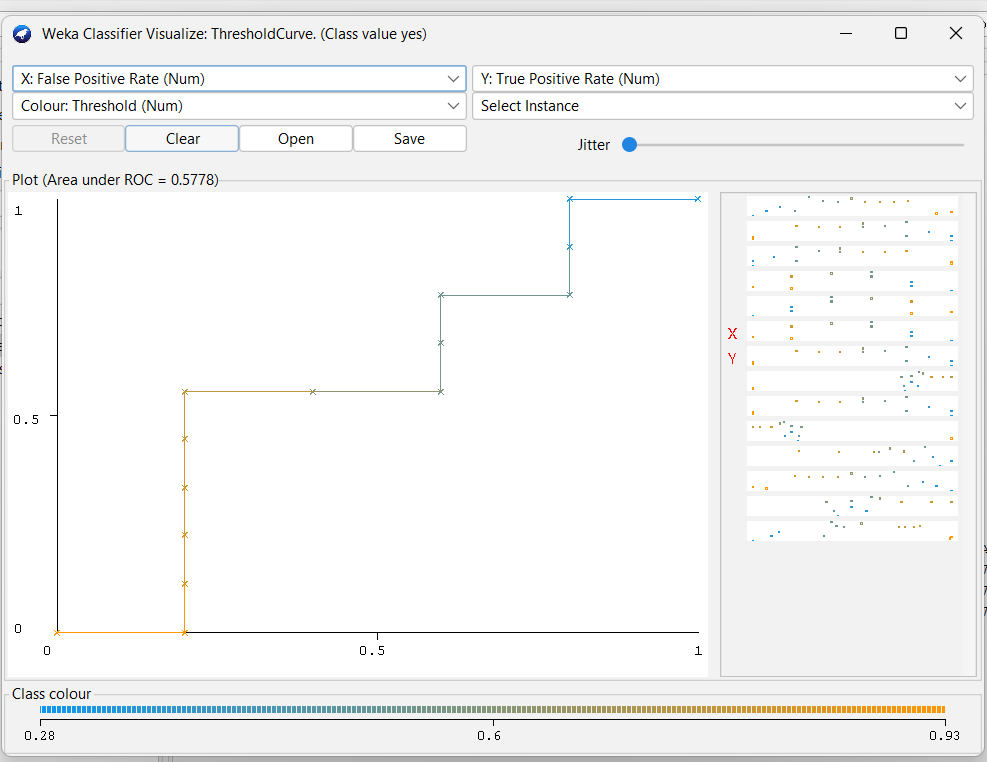 Weka Classifier Visualize: ThresholdCurve. (Class value yes)
X: False Positive Rate (Num)
Y: True Positive Rate (Num)
Colour: Threshold (Num)
Select Instance
Reset
Clear
Open
Save
Jitter
Plot (Area under ROC = 0.5778)
1
0.5
0
0
0.5
1
X
Y
Class colour
0.28
0.6
0.93